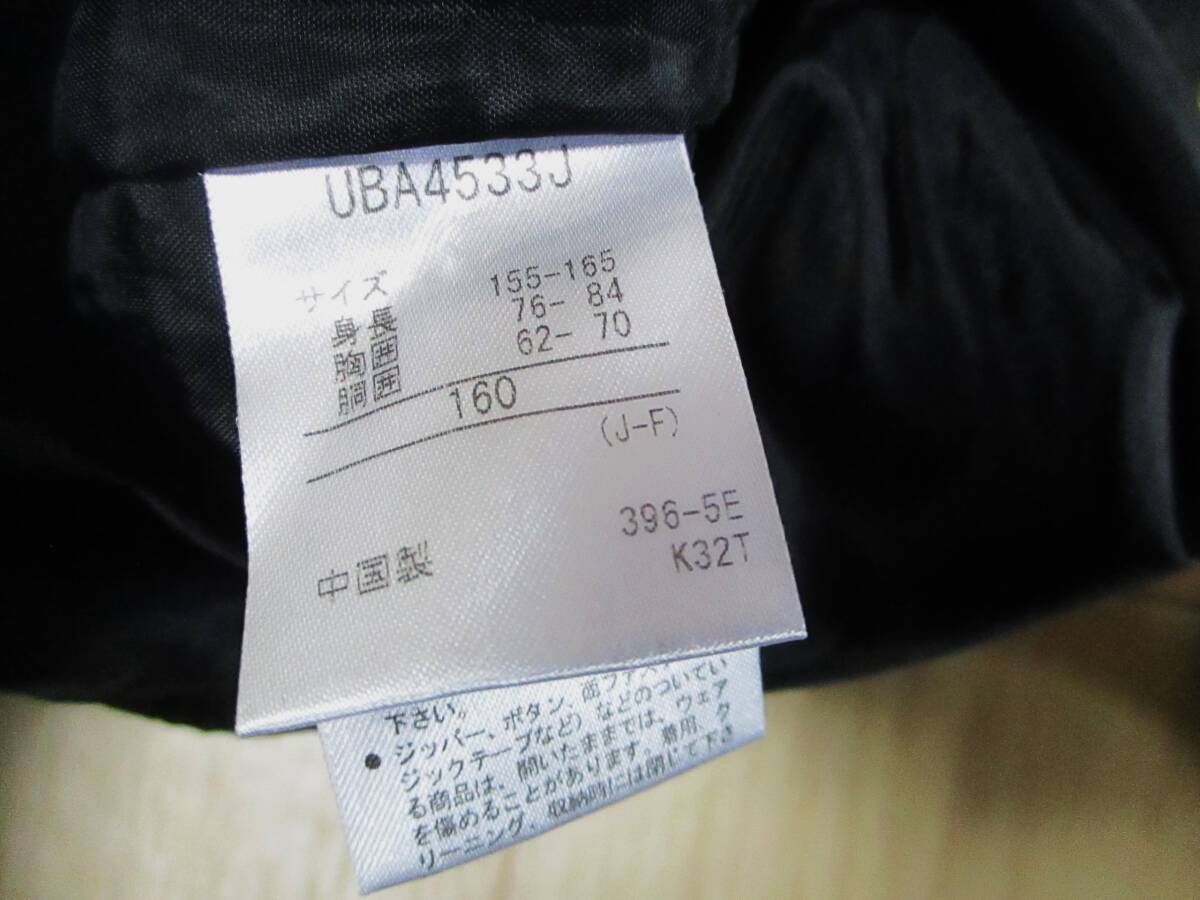 UBA4533J
サイズ
身長 155-165
胸囲 76- 84
胴囲 62- 70
160
(J-F)
396-5E
K32T
中国製
下さい。
● ジッパー、ボタン、面ファス
ジックテープなど)などのついてい
る商品は、開いたままでは、ウェア
を傷めることがあります。着用、ク
リーニング、収納時には閉じて下さ